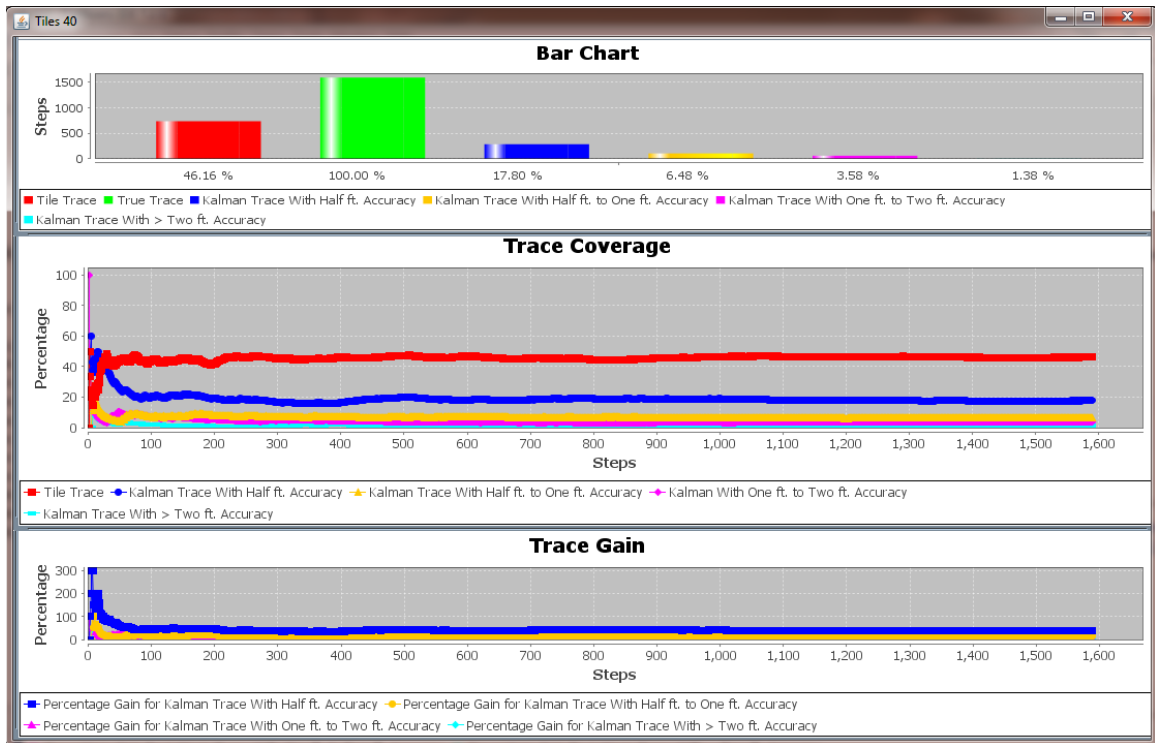 Tiles 40
Bar Chart
Steps
1500
1000
500
0
46.16 % 100.00 % 17.80 % 6.48 % 3.58 % 1.38 %
Tile Trace True Trace Kalman Trace With Half ft. Accuracy Kalman Trace With Half ft. to One ft. Accuracy Kalman Trace With One ft. to Two ft. Accuracy
Kalman Trace With > Two ft. Accuracy
Trace Coverage
Percentage
100
80
60
40
20
0
0 100 200 300 400 500 600 700 800 900 1,000 1,100 1,200 1,300 1,400 1,500 1,600
Steps
Tile Trace Kalman Trace With Half ft. Accuracy Kalman Trace With Half ft. to One ft. Accuracy Kalman With One ft. to Two ft. Accuracy
Kalman Trace With > Two ft. Accuracy
Trace Gain
Percentage
300
200
100
0
0 100 200 300 400 500 600 700 800 900 1,000 1,100 1,200 1,300 1,400 1,500 1,600
Steps
Percentage Gain for Kalman Trace With Half ft. Accuracy Percentage Gain for Kalman Trace With Half ft. to One ft. Accuracy
Percentage Gain for Kalman Trace With One ft. to Two ft. Accuracy Percentage Gain for Kalman Trace With > Two ft. Accuracy